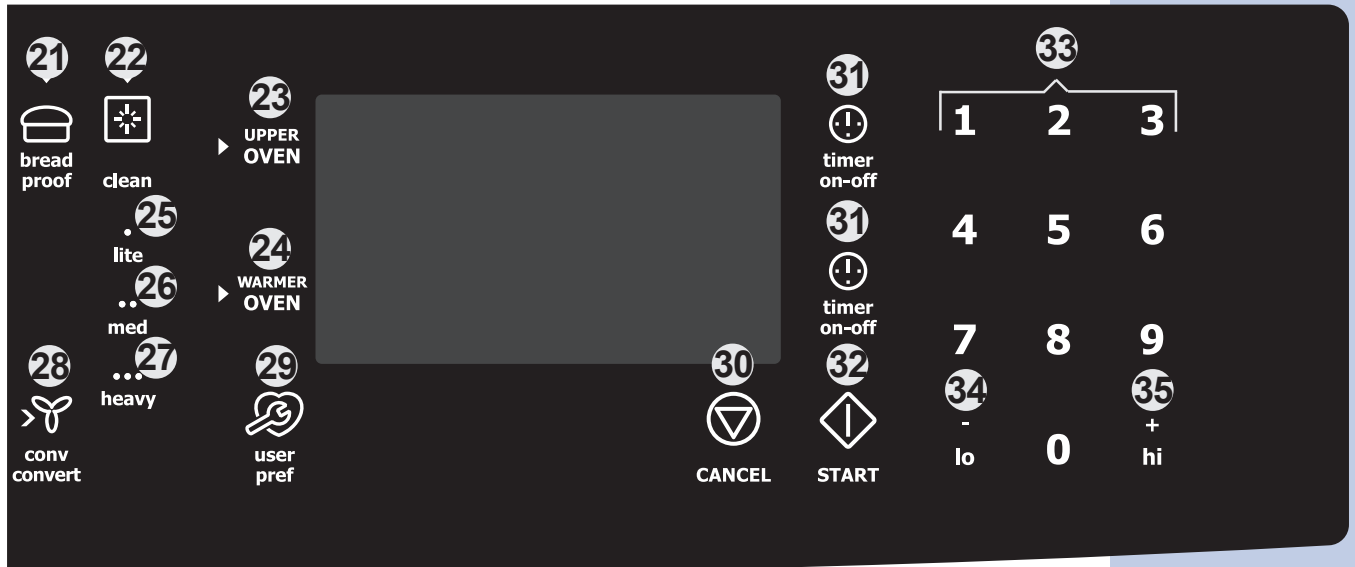 21
22
23
31
33
UPPER
OVEN
1 2 3
bread
proof
clean
timer
on-off
25
lite
24
31
4 5 6
WARMER
OVEN
26
med
timer
on-off
28
27
heavy
29
30
32
7 8 9
34
35
-
lo
0
+
hi
conv
convert
user
pref
CANCEL
START